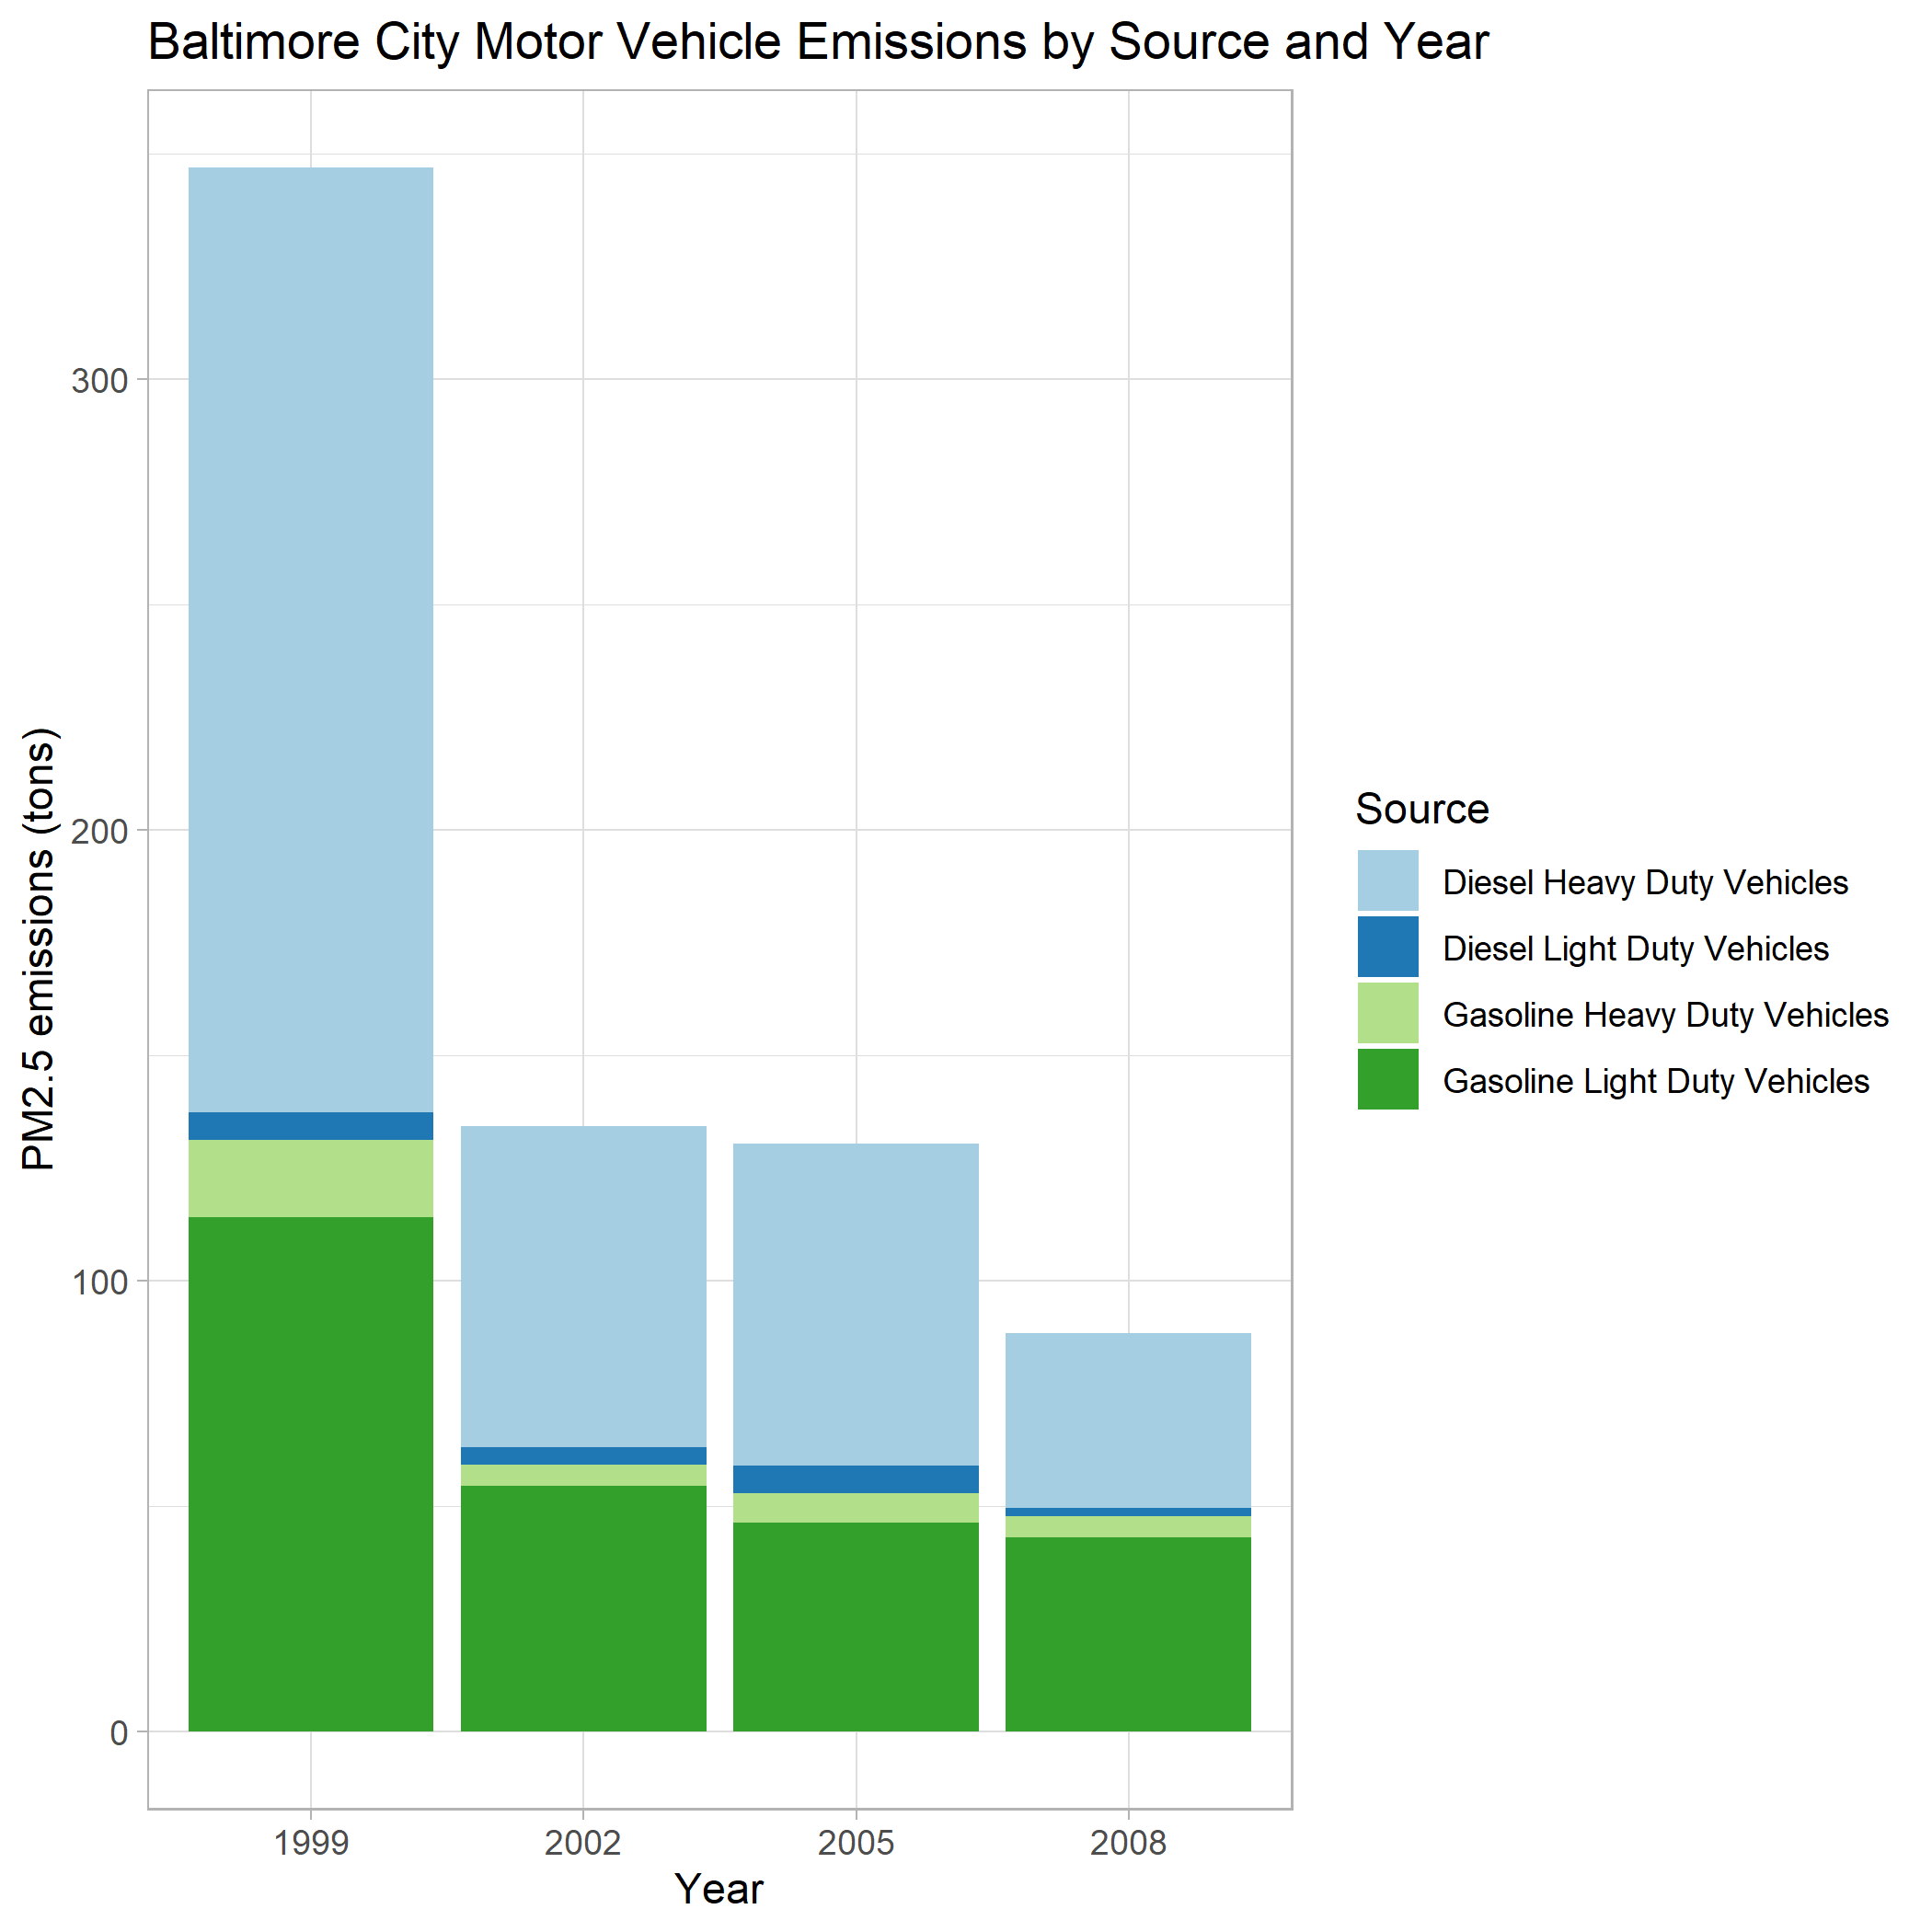 Baltimore City Motor Vehicle Emissions by Source and Year
PM2.5 emissions (tons)
300
200
100
0
1999
2002
2005
2008
Year
Source
Diesel Heavy Duty Vehicles
Diesel Light Duty Vehicles
Gasoline Heavy Duty Vehicles
Gasoline Light Duty Vehicles